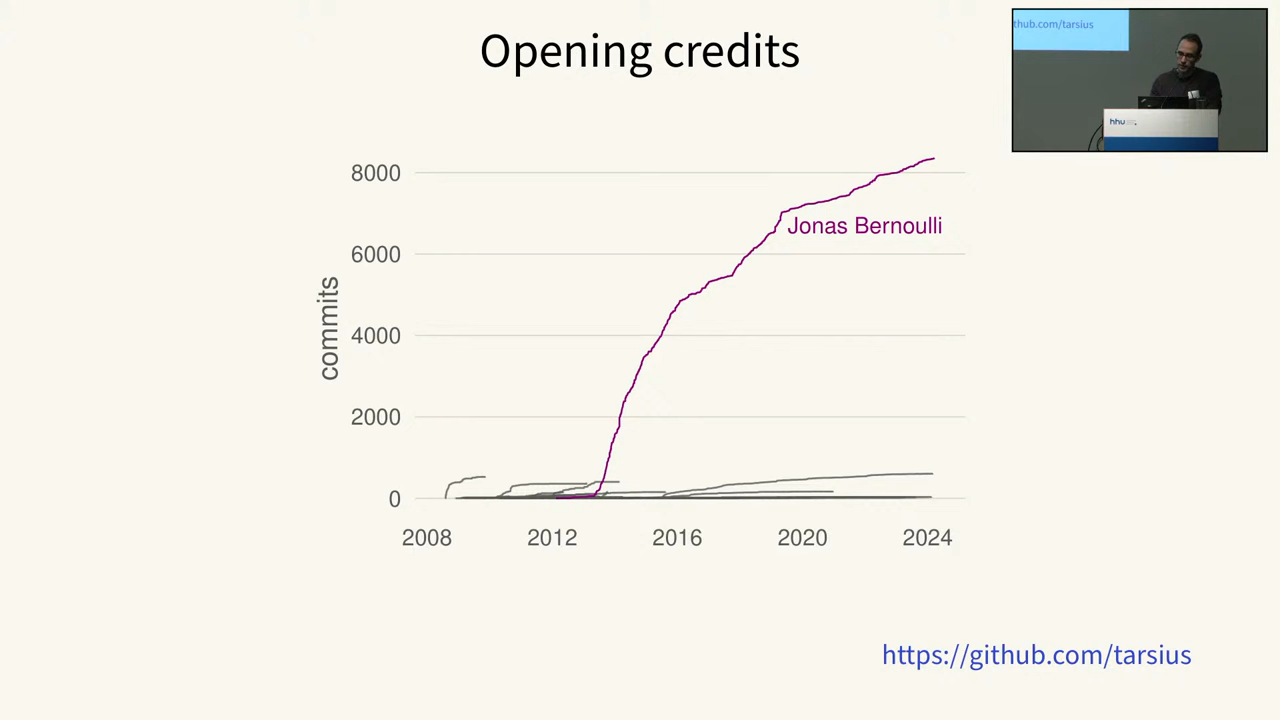 Opening credits
thub.com/tarsius
hhu
8000
6000
4000
2000
0
commits
Jonas Bernoulli
2008 2012 2016 2020 2024
https://github.com/tarsius